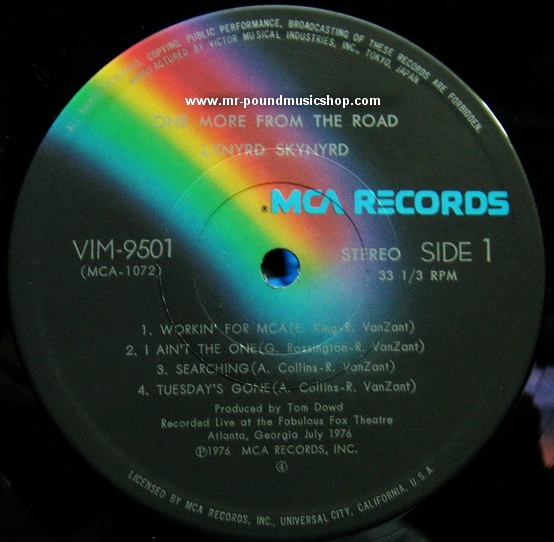 ALL RIGHTS RESERVED. COPYING, PUBLIC PERFORMANCE, BROADCASTING OF THESE RECORDS ARE FORBIDDEN.
MANUFACTURED BY VICTOR MUSICAL INDUSTRIES, INC., TOKYO, JAPAN
www.mr-poundmusicshop.com
ONE MORE FROM THE ROAD
LYNYRD SKYNYRD
® MCA RECORDS
VIM-9501
(MCA-1072)
STEREO SIDE 1
33 1/3 RPM
1. WORKIN' FOR MCA(E. King-R. VanZant)
2. I AIN'T THE ONE(G. Rossington-R. VanZant)
3. SEARCHING(A. Collins-R. VanZant)
4. TUESDAY'S GONE(A. Collins-R. VanZant)
Produced by Tom Dowd
Recorded Live at the Fabulous Fox Theatre
Atlanta, Georgia July 1976
Ⓟ1976 MCA RECORDS, INC.
④
LICENSED BY MCA RECORDS, INC., UNIVERSAL CITY, CALIFORNIA, U.S.A.